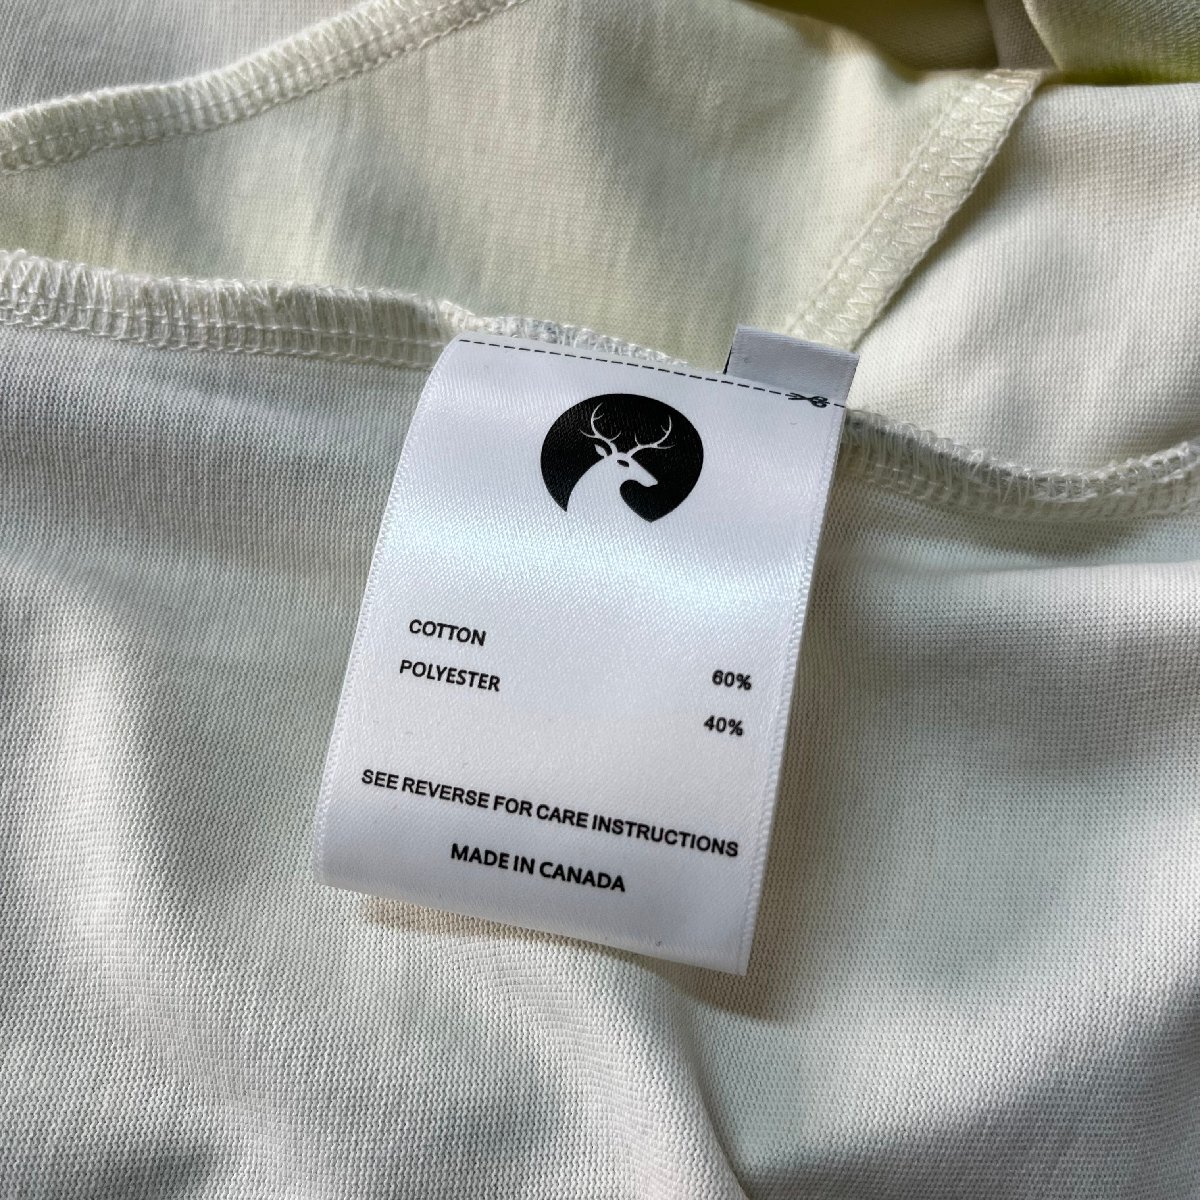 COTTON 60%
POLYESTER 40%
SEE REVERSE FOR CARE INSTRUCTIONS
MADE IN CANADA